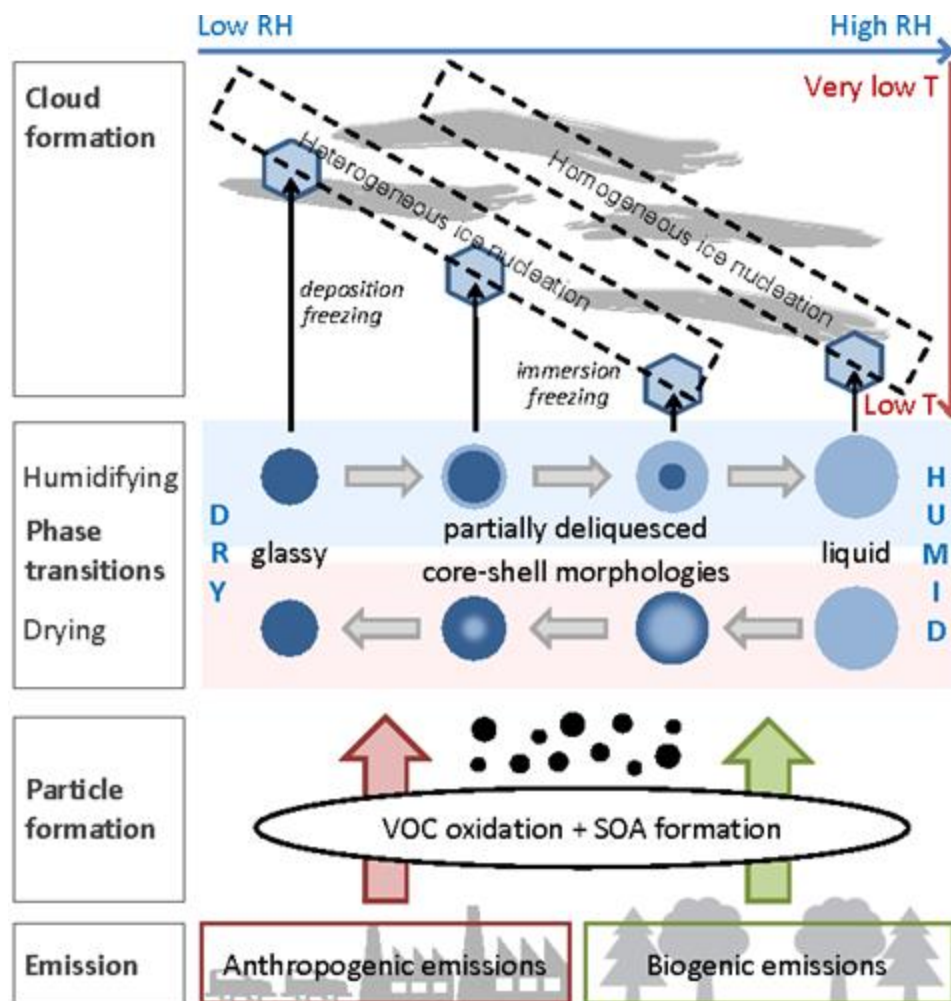 Low RH
High RH
Cloud
formation
Very low T
Heterogeneous ice nucleation
Homogeneous ice nucleation
deposition
freezing
immersion
freezing
Low T
Humidifying
Phase
transitions
Drying
DRY
HUMID
partially deliquesced
glassy
liquid
core-shell morphologies
Particle
formation
VOC oxidation + SOA formation
Emission
Anthropogenic emissions
Biogenic emissions